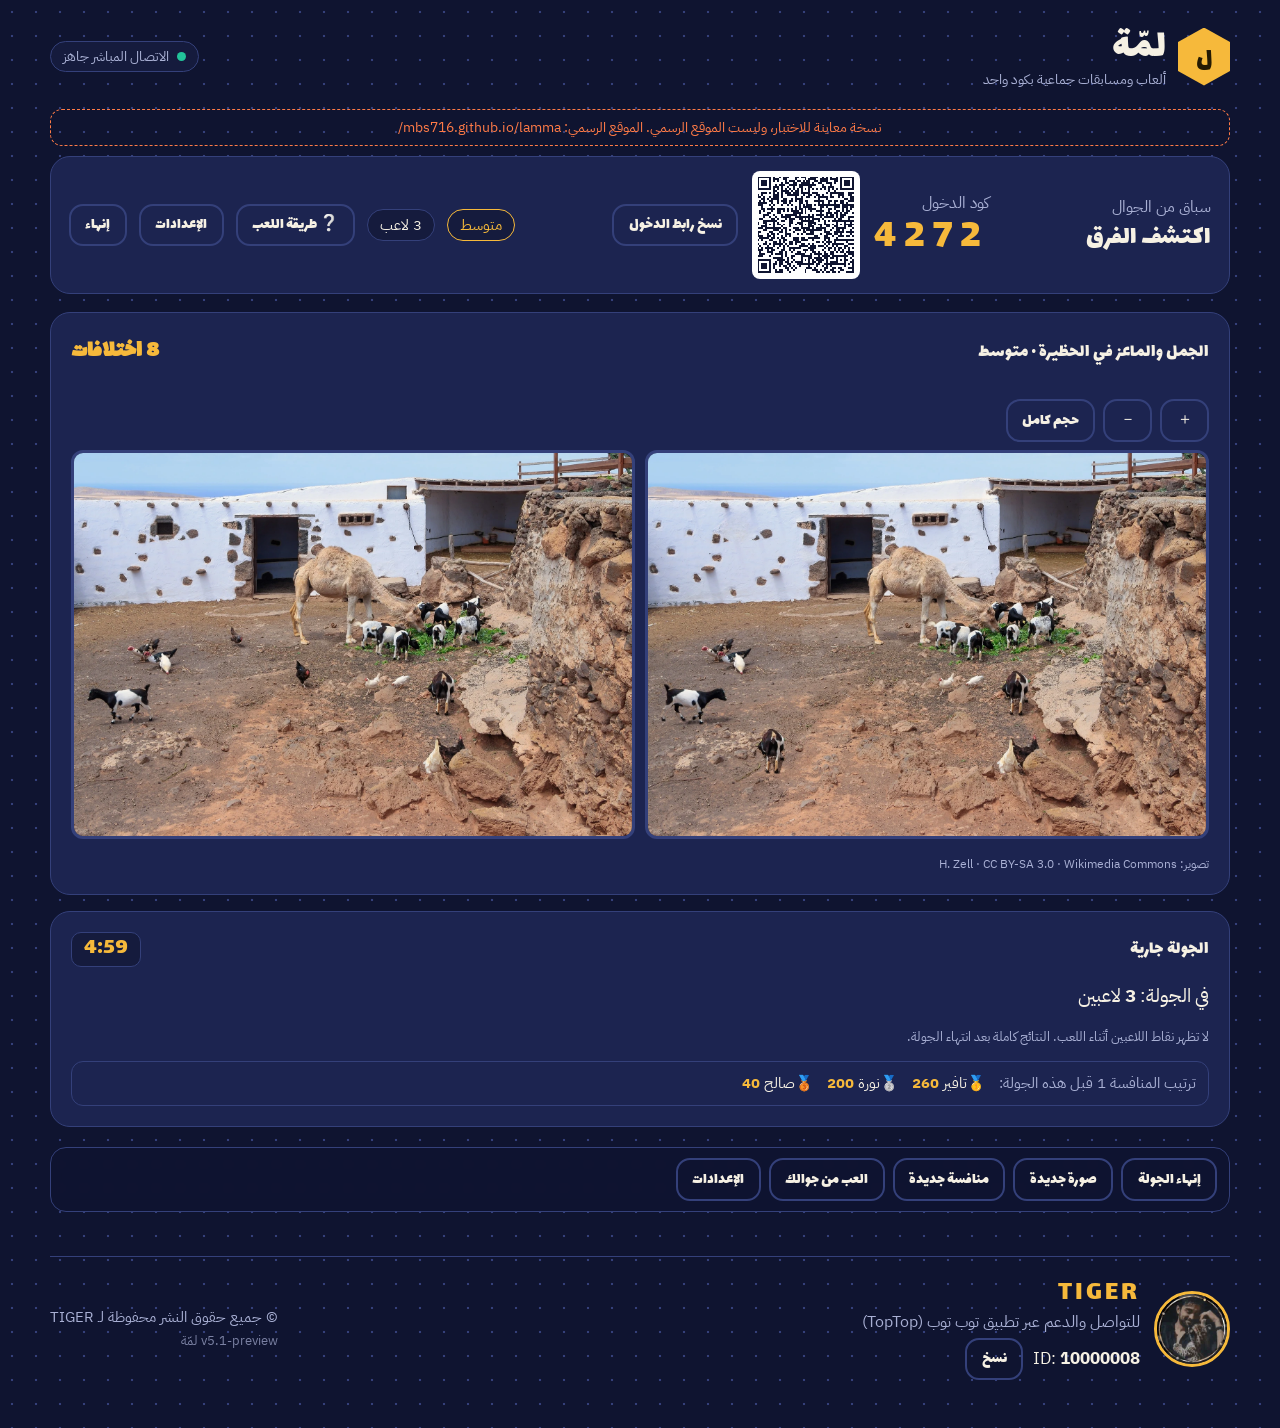 ل
لمّة
ألعاب ومسابقات جماعية بكود واحد
الاتصال المباشر جاهز
نسخة معاينة للاختبار، وليست الموقع الرسمي. الموقع الرسمي: mbs716.github.io/lamma/
سباق من الجوال
اكتشف الفرق
كود الدخول
4272
نسخ رابط الدخول
متوسط
3 لاعب
❔ طريقة اللعب
الإعدادات
إنهاء
الجمل والماعز في الحظيرة · متوسط
8 اختلافات
+
−
حجم كامل
تصوير: H. Zell · CC BY-SA 3.0 · Wikimedia Commons
الجولة جارية
4:59
في الجولة: 3 لاعبين
لا تظهر نقاط اللاعبين أثناء اللعب. النتائج كاملة بعد انتهاء الجولة.
ترتيب المنافسة 1 قبل هذه الجولة: 🥇 تافير 260 🥈 نورة 200 🥉 صالح 40
إنهاء الجولة
صورة جديدة
منافسة جديدة
العب من جوالك
الإعدادات
TIGER
للتواصل والدعم عبر تطبيق توب توب (TopTop)
ID: 10000008
نسخ
© جميع حقوق النشر محفوظة لـ TIGER
لمّة v5.1-preview